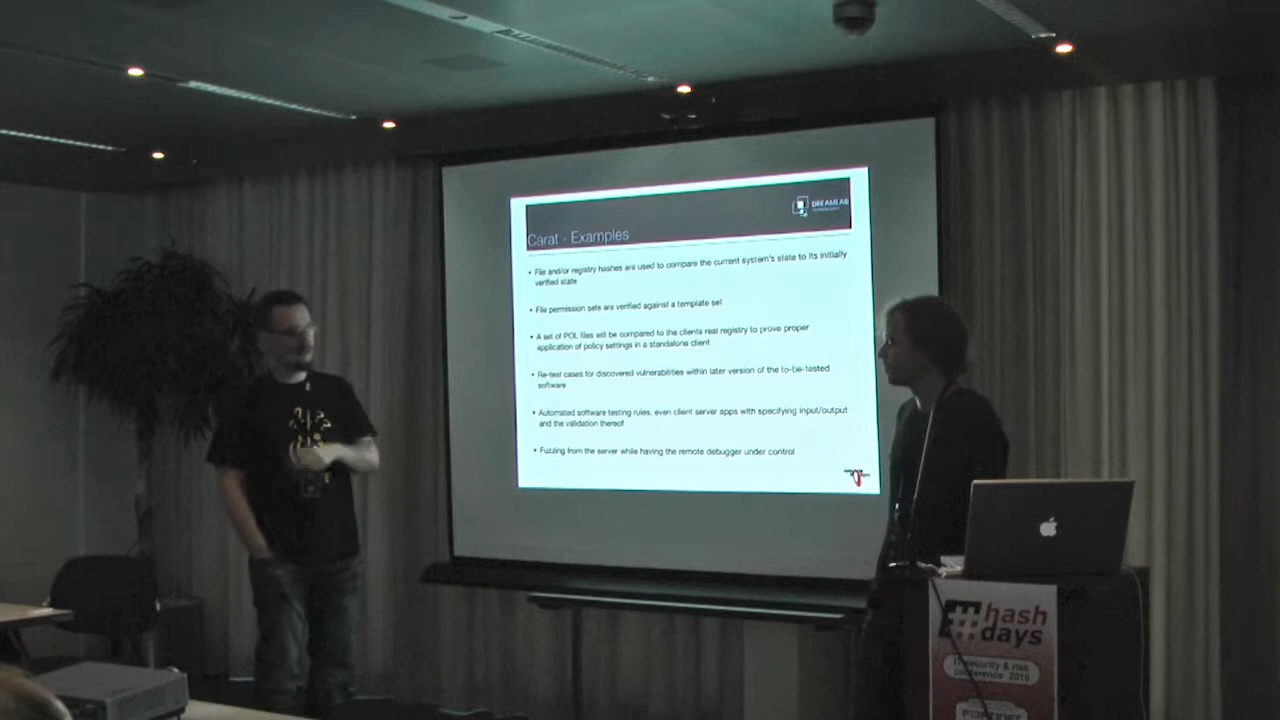 DREAMLAB
Carat - Examples
• File and/or registry hashes are used to compare the current system's state to its initially
verified state
• File permission sets are verified against a template set
• A set of POL files will be compared to the clients real registry to prove proper
application of policy settings in a standalone client
• Re-test cases for discovered vulnerabilities within later version of the to-be-tested
software
• Automated software testing rules, even client server apps with specifying input/output
and the validation thereof
• Fuzzing from the server while having the remote debugger under control
#hash
days
IT security & risk
conference 2010
FORTINET